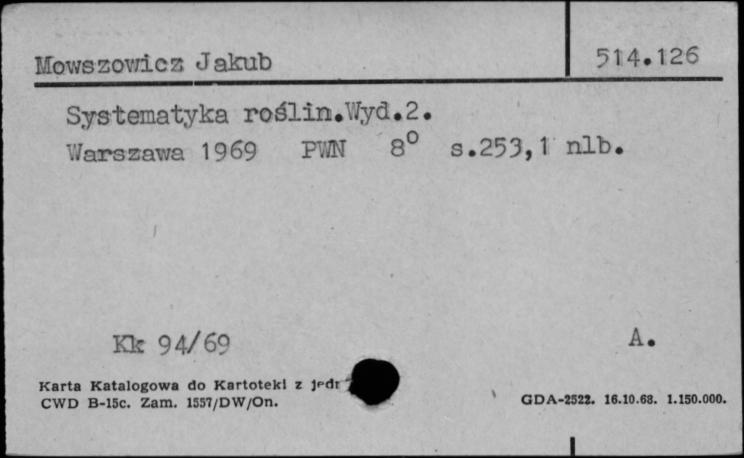 Mowszowicz Jakub 514.126
Systematyka roślin.Wyd.2.
Warszawa 1969 PWN 8° s.253,1 nlb.
Kk 94/69 A.
Karta Katalogowa do Kartoteki z
CWD B-15c. Zam. 1557/DW/On. GDA-2522. 16.10.68. 1.150.000.